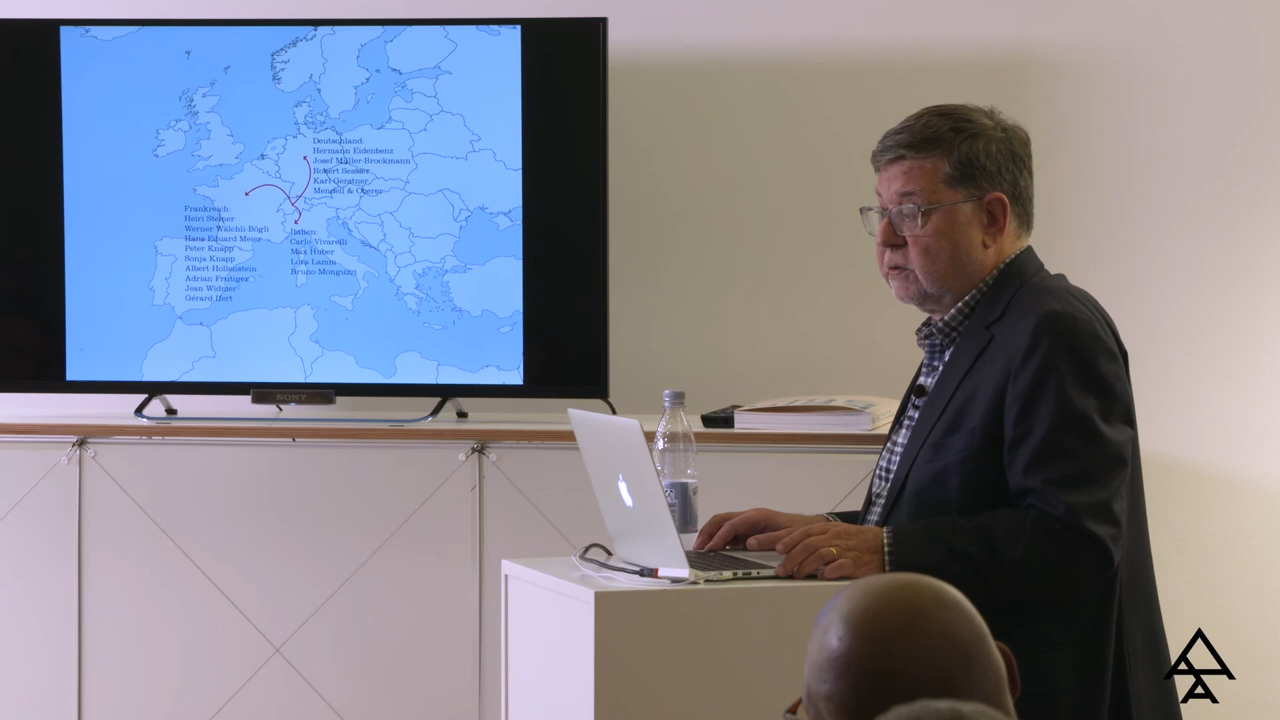 Deutschland:
Hermann Eidenbenz
Josef Müller-Brockmann
Robert Sessler
Karl Gerstner
Mendell & Oberer
Frankreich:
Heiri Steiner
Werner Wälchli-Bögli
Hans Eduard Meier
Peter Knapp
Sonja Knapp
Albert Hollenstein
Adrian Frutiger
Jean Widmer
Gérard Ifert
Italien:
Carlo Vivarelli
Max Huber
Lora Lamm
Bruno Monguzzi
SONY